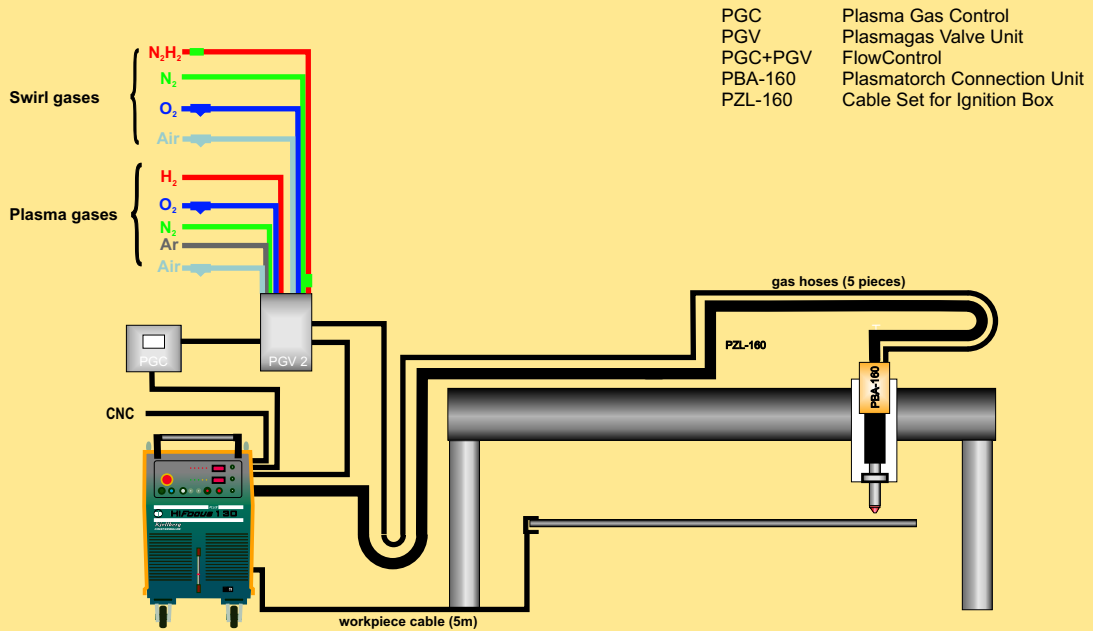 PGC Plasma Gas Control
PGV Plasmagas Valve Unit
PGC+PGV FlowControl
PBA-160 Plasmatorch Connection Unit
PZL-160 Cable Set for Ignition Box
Swirl gases
N₂H₂
N₂
O₂
Air
Plasma gases
H₂
O₂
N₂
Ar
Air
gas hoses (5 pieces)
PGC
PGV 2
PZL-160
PBA-160
CNC
HiFocus 130
Kjellberg
workpiece cable (5m)